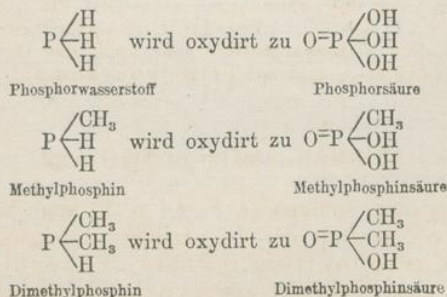 H OH
P H wird oxydirt zu O=P OH
H OH
Phosphorwasserstoff Phosphorsäure
CH3 CH3
P H wird oxydirt zu O=P OH
H OH
Methylphosphin Methylphosphinsäure
CH3 CH3
P CH3 wird oxydirt zu O=P CH3
H OH
Dimethylphosphin Dimethylphosphinsäure